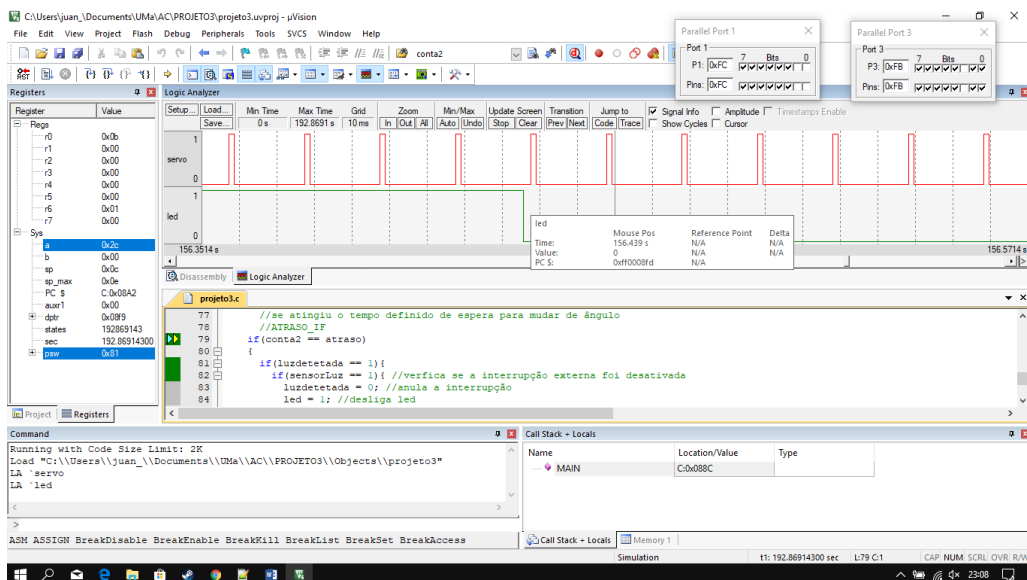 C:\Users\juan_\Documents\UMa\AC\PROJETO3\projeto3.uvproj - µVision
File Edit View Project Flash Debug Peripherals Tools SVCS Window Help
conta2
Parallel Port 1
Port 1
7 Bits 0
P1: 0xFC
Pins: 0xFC
Parallel Port 3
Port 3
7 Bits 0
P3: 0xFB
Pins: 0xFB
Registers
Register Value
Regs
r0 0x0b
r1 0x00
r2 0x00
r3 0x00
r4 0x00
r5 0x00
r6 0x01
r7 0x00
Sys
a 0x2c
b 0x00
sp 0x0c
sp_max 0x0e
PC $ C:0x08A2
auxr1 0x00
dptr 0x08f9
states 192869143
sec 192.86914300
psw 0x81
Project Registers
Logic Analyzer
Setup... Load... Min Time Max Time Grid Zoom Min/Max Update Screen Transition Jump to Signal Info Amplitude Timestamps Enable
Save... 0 s 192.8691 s 10 ms In Out All Auto Undo Stop Clear Prev Next Code Trace Show Cycles Cursor
1
servo
0
1
led
0
156.3514 s 156.5714 s
led
Mouse Pos Reference Point Delta
Time: 156.439 s N/A N/A
Value: 0 N/A N/A
PC $: 0xff0008fd N/A
Disassembly Logic Analyzer
projeto3.c
77 //se atingiu o tempo definido de espera para mudar de ângulo
78 //ATRASO_IF
79 if(conta2 == atraso)
80 {
81 if(luzdetetada == 1){
82 if(sensorLuz == 1){ //verfica se a interrupção externa foi desativada
83 luzdetetada = 0; //anula a interrupção
84 led = 1; //desliga led
Command
Running with Code Size Limit: 2K
Load "C:\\Users\\juan_\\Documents\\UMa\\AC\\PROJETO3\\Objects\\projeto3"
LA `servo
LA `led
>
ASM ASSIGN BreakDisable BreakEnable BreakKill BreakList BreakSet BreakAccess
Call Stack + Locals
Name Location/Value Type
MAIN C:0x088C
Call Stack + Locals Memory 1
Simulation t1: 192.86914300 sec L:79 C:1 CAP NUM SCRL OVR R/W
23:08